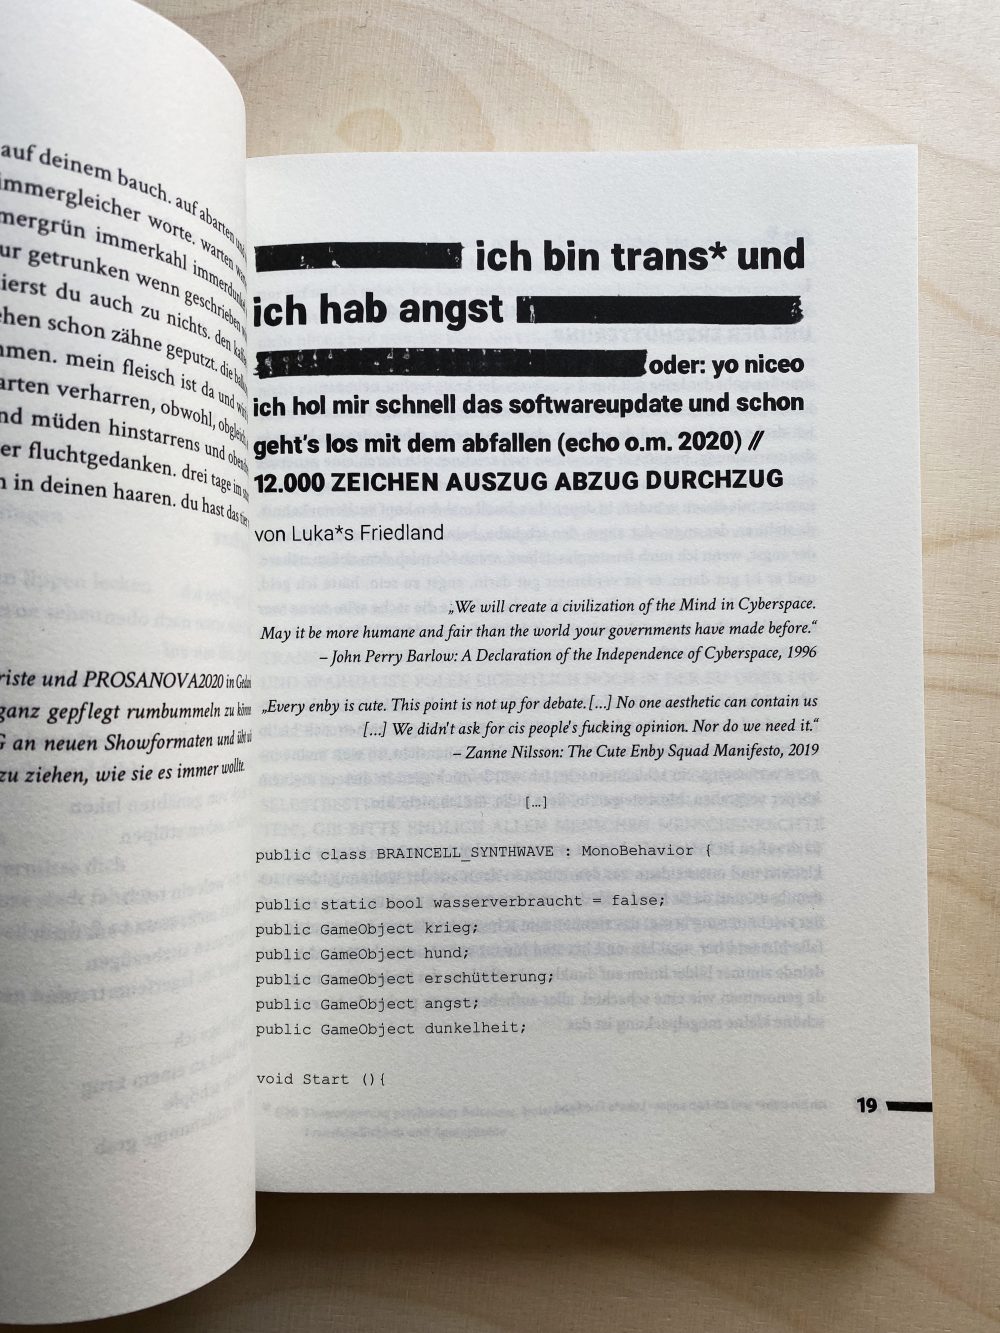 auf deinem bauch. auf abarten und
immergleicher worte. warten
immerkahl
getrunken wenn geschrieben
du auch zu nichts. den
schon zähne geputzt. die
mein fleisch ist da und
verharren, obwohl, obgleich
müden hinstarrens und
fluchtgedanken. drei tage im
in deinen haaren. du hast das
und PROSANOVA2020 in
ganz gepflegt rumbummeln zu
an neuen Showformaten und übt
zu ziehen, wie sie es immer wollte.
ich bin trans* und
ich hab angst
oder: yo niceo
ich hol mir schnell das softwareupdate und schon
geht's los mit dem abfallen (echo o.m. 2020) //
12.000 ZEICHEN AUSZUG ABZUG DURCHZUG
von Luka*s Friedland
„We will create a civilization of the Mind in Cyberspace.
May it be more humane and fair than the world your governments have made before.“
– John Perry Barlow: A Declaration of the Independence of Cyberspace, 1996
„Every enby is cute. This point is not up for debate.[...] No one aesthetic can contain us
[...] We didn't ask for cis people's fucking opinion. Nor do we need it.“
– Zanne Nilsson: The Cute Enby Squad Manifesto, 2019
[…]
public class BRAINCELL_SYNTHWAVE : MonoBehavior {
public static bool wasserverbraucht = false;
public GameObject krieg;
public GameObject hund;
public GameObject erschütterung;
public GameObject angst;
public GameObject dunkelheit;
void Start (){
19